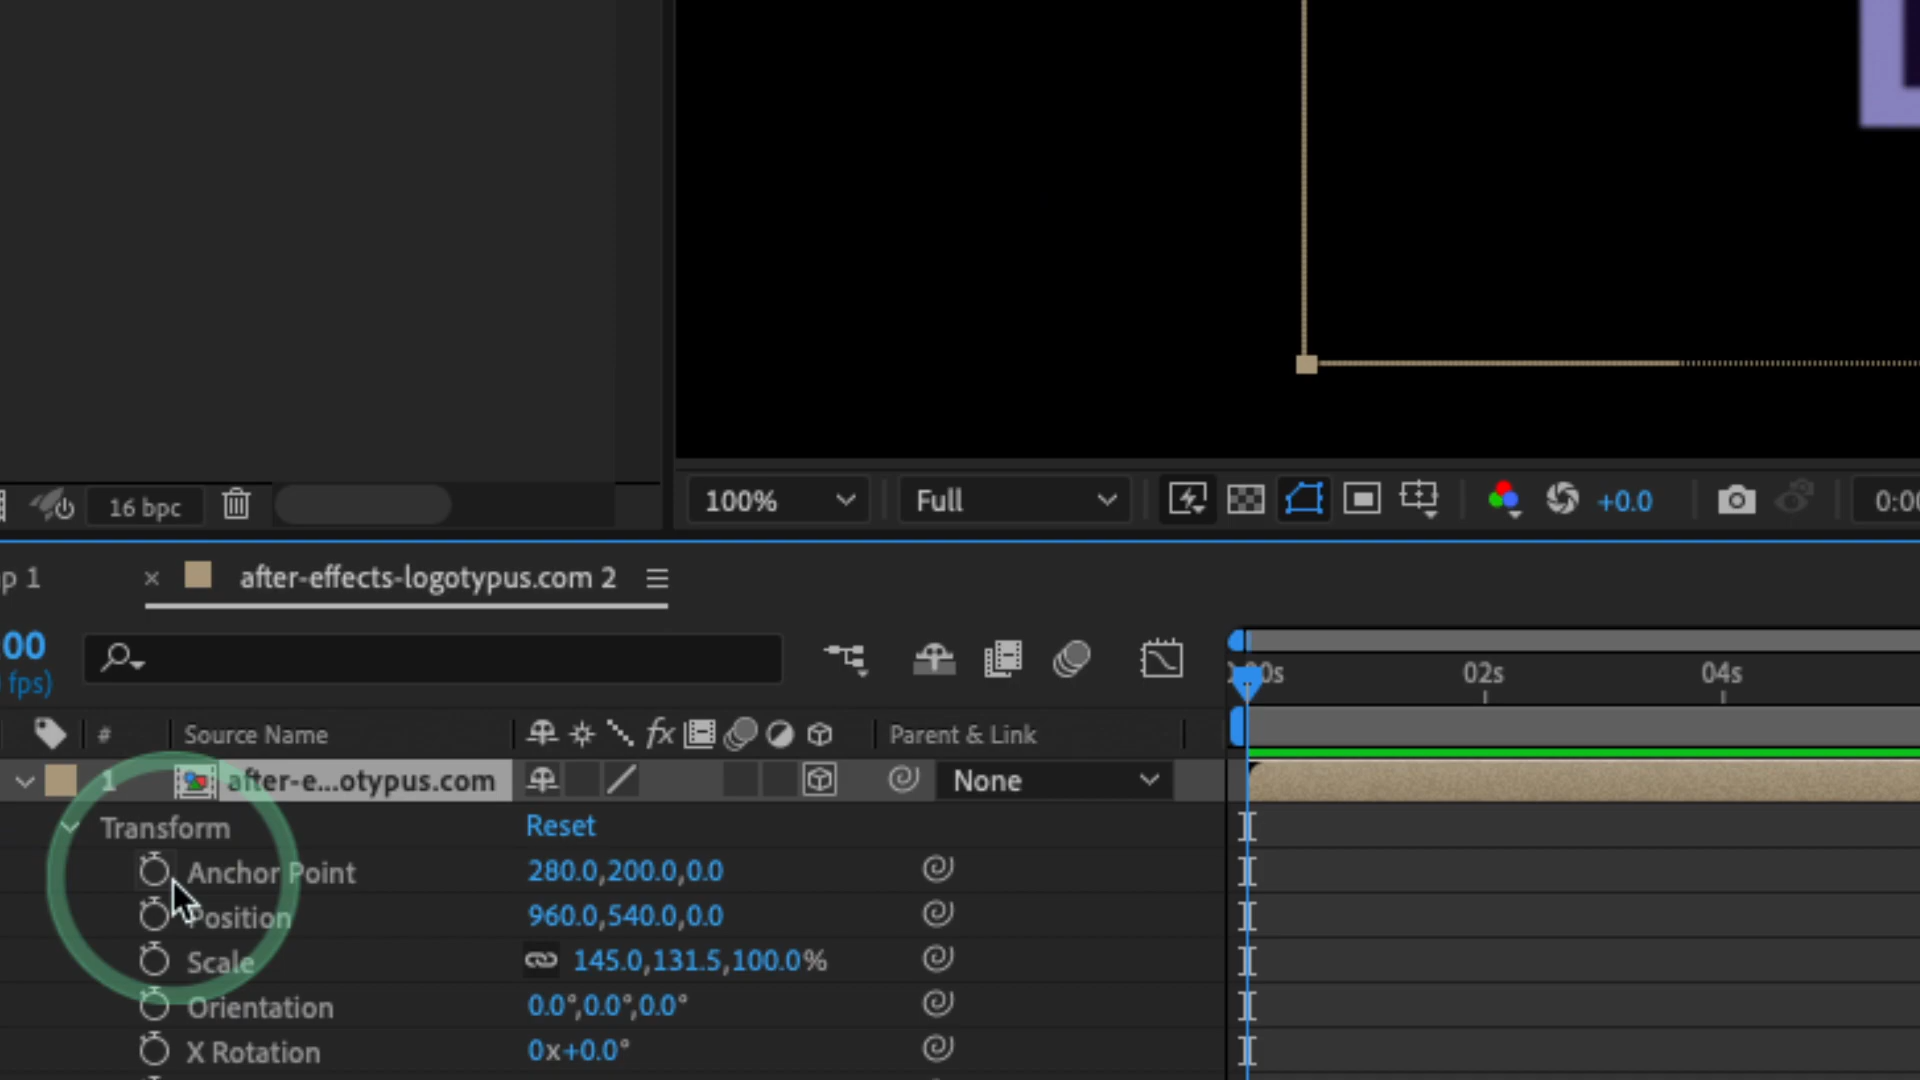 16 bpc
100%
Full
+0.0
0:00
p 1
× after-effects-logotypus.com 2
00
fps)
02s
04s
# Source Name
fx
Parent & Link
1 after-e...otypus.com
None
Transform
Reset
Anchor Point
280.0,200.0,0.0
Position
960.0,540.0,0.0
Scale
145.0,131.5,100.0%
Orientation
0.0°,0.0°,0.0°
X Rotation
0x+0.0°